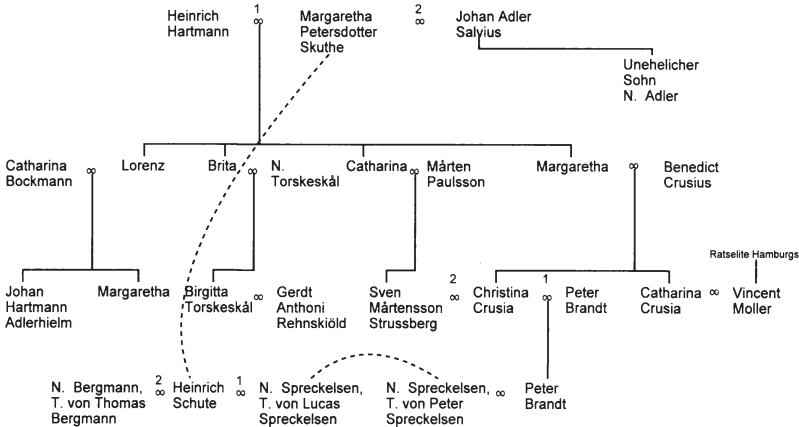 1
2
Heinrich
Hartmann
∞
Margaretha
Petersdotter
Skuthe
∞
Johan Adler
Salvius
Unehelicher
Sohn
N. Adler
Catharina
Bockmann
∞
Lorenz
Brita
∞
N.
Torskeskål
Catharina
∞
Mårten
Paulsson
Margaretha
∞
Benedict
Crusius
Ratselite Hamburgs
Johan
Hartmann
Adlerhielm
Margaretha
Birgitta
Torskeskål
∞
Gerdt
Anthoni
Rehnskiöld
Sven
Mårtensson
Strussberg
2
∞
Christina
Crusia
1
∞
Peter
Brandt
Catharina
Crusia
∞
Vincent
Moller
N. Bergmann,
T. von Thomas
Bergmann
2
∞
Heinrich
Schute
1
∞
N. Spreckelsen,
T. von Lucas
Spreckelsen
N. Spreckelsen,
T. von Peter
Spreckelsen
∞
Peter
Brandt